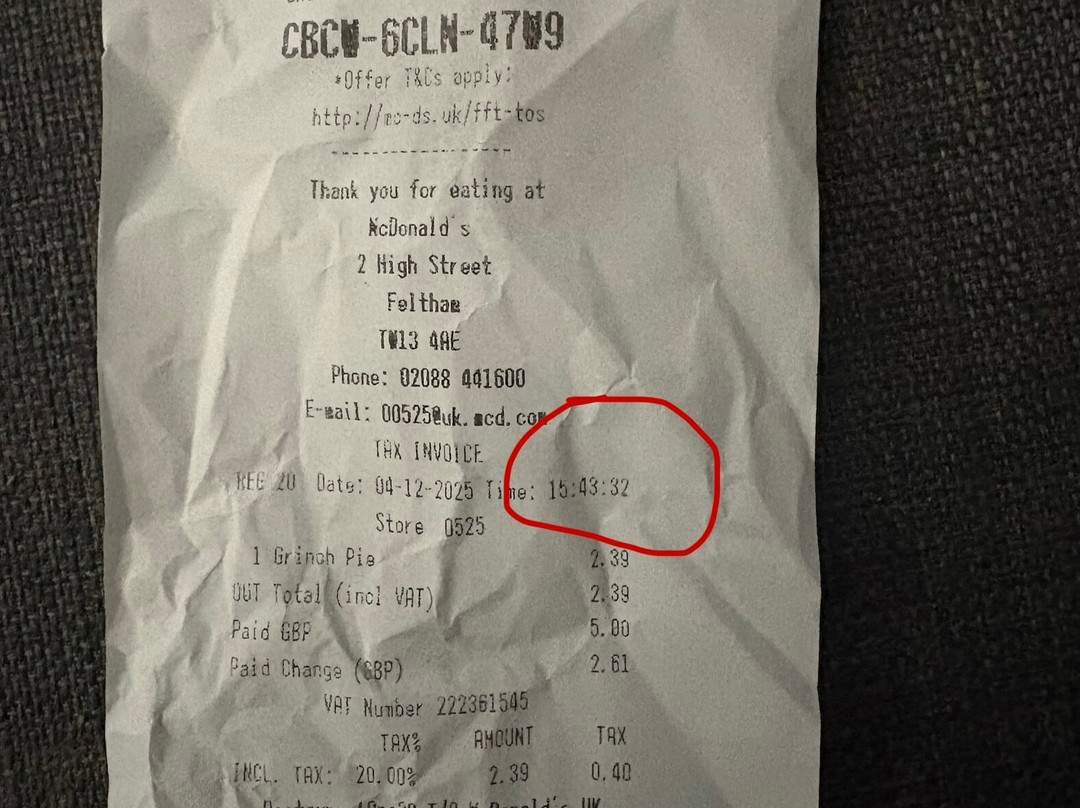 CBCW-6CLN-47W9
*Offer T&Cs apply:
http://mc-ds.uk/fft-tos
-------------------
Thank you for eating at
McDonald's
2 High Street
Feltham
TW13 4AE
Phone: 02088 441600
E-mail: 00525@uk.mcd.com
TAX INVOICE
REG 20 Date: 04-12-2025 Time: 15:43:32
Store 0525
1 Grinch Pie 2.39
OUT Total (incl VAT) 2.39
Paid GBP 5.00
Paid Change (GBP) 2.61
VAT Number 222361545
TAX% AMOUNT TAX
INCL. TAX: 20.00% 2.39 0.40